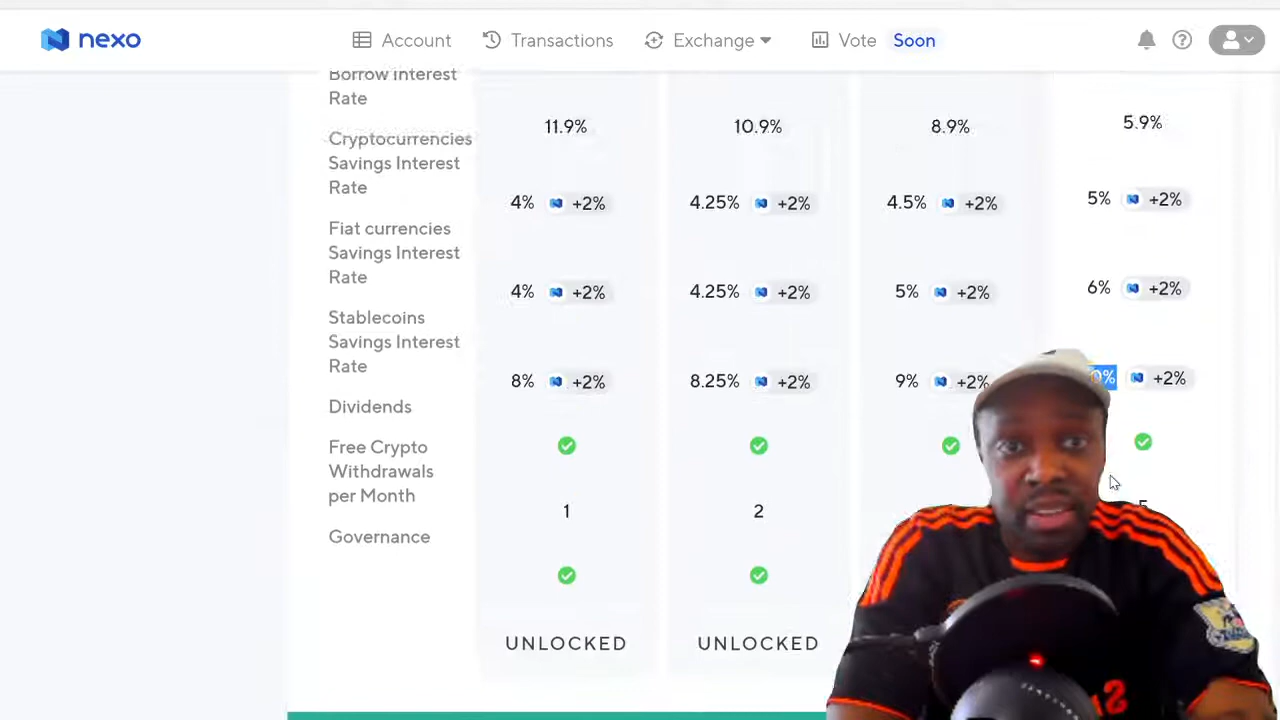 nexo Account Transactions Exchange Vote Soon
Borrow Interest
Rate
11.9% 10.9% 8.9% 5.9%
Cryptocurrencies
Savings Interest
Rate
4% +2% 4.25% +2% 4.5% +2% 5% +2%
Fiat currencies
Savings Interest
Rate
4% +2% 4.25% +2% 5% +2% 6% +2%
Stablecoins
Savings Interest
Rate
8% +2% 8.25% +2% 9% +2% 0% +2%
Dividends
Free Crypto
Withdrawals
per Month
1 2
Governance
UNLOCKED UNLOCKED